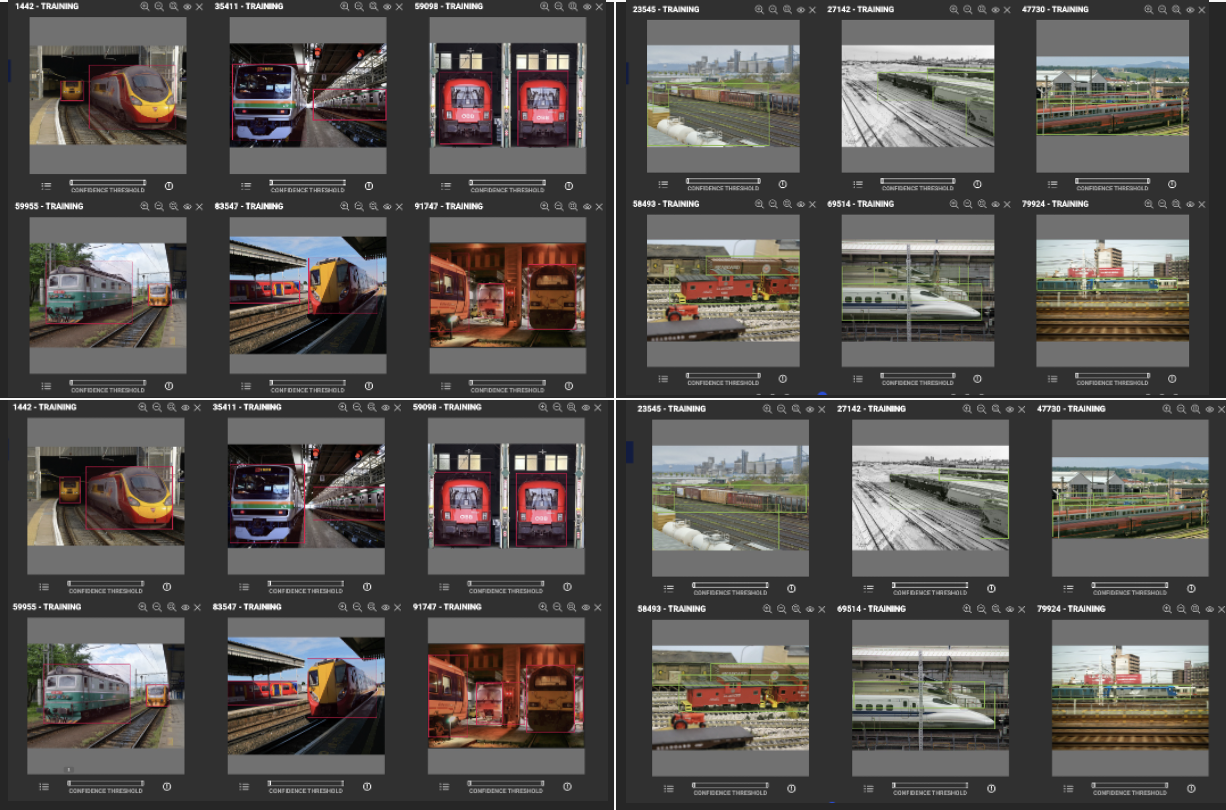 1442 - TRAINING
35411 - TRAINING
59098 - TRAINING
CONFIDENCE THRESHOLD
CONFIDENCE THRESHOLD
CONFIDENCE THRESHOLD
59955 - TRAINING
83547 - TRAINING
91747 - TRAINING
CONFIDENCE THRESHOLD
CONFIDENCE THRESHOLD
CONFIDENCE THRESHOLD
23545 - TRAINING
27142 - TRAINING
47730 - TRAINING
CONFIDENCE THRESHOLD
CONFIDENCE THRESHOLD
CONFIDENCE THRESHOLD
58493 - TRAINING
69514 - TRAINING
79924 - TRAINING
CONFIDENCE THRESHOLD
CONFIDENCE THRESHOLD
CONFIDENCE THRESHOLD
1442 - TRAINING
35411 - TRAINING
59098 - TRAINING
CONFIDENCE THRESHOLD
CONFIDENCE THRESHOLD
CONFIDENCE THRESHOLD
59955 - TRAINING
83547 - TRAINING
91747 - TRAINING
CONFIDENCE THRESHOLD
CONFIDENCE THRESHOLD
CONFIDENCE THRESHOLD
23545 - TRAINING
27142 - TRAINING
47730 - TRAINING
CONFIDENCE THRESHOLD
CONFIDENCE THRESHOLD
CONFIDENCE THRESHOLD
58493 - TRAINING
69514 - TRAINING
79924 - TRAINING
CONFIDENCE THRESHOLD
CONFIDENCE THRESHOLD
CONFIDENCE THRESHOLD